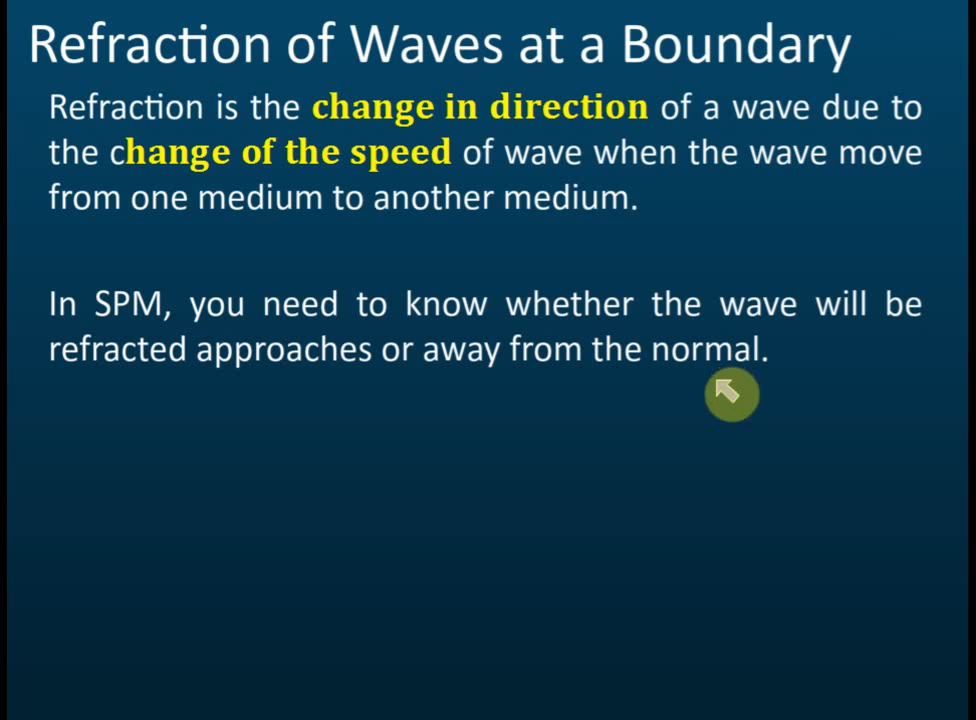 Refraction of Waves at a Boundary
Refraction is the change in direction of a wave due to
the change of the speed of wave when the wave move
from one medium to another medium.
In SPM, you need to know whether the wave will be
refracted approaches or away from the normal.